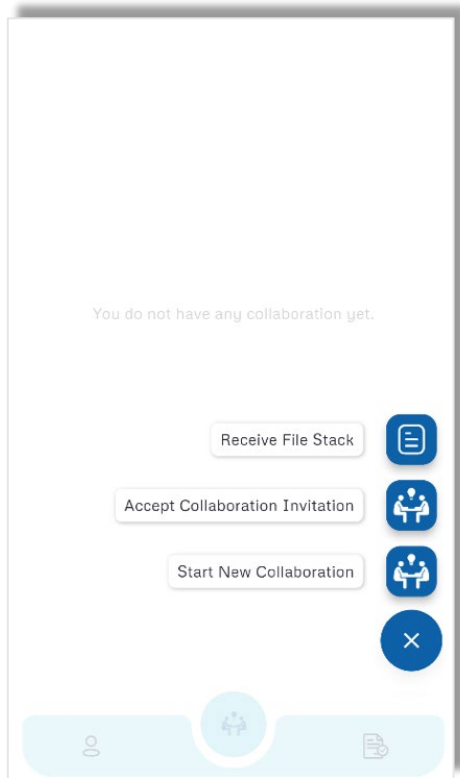 You do not have any collaboration yet.
Receive File Stack
Accept Collaboration Invitation
Start New Collaboration